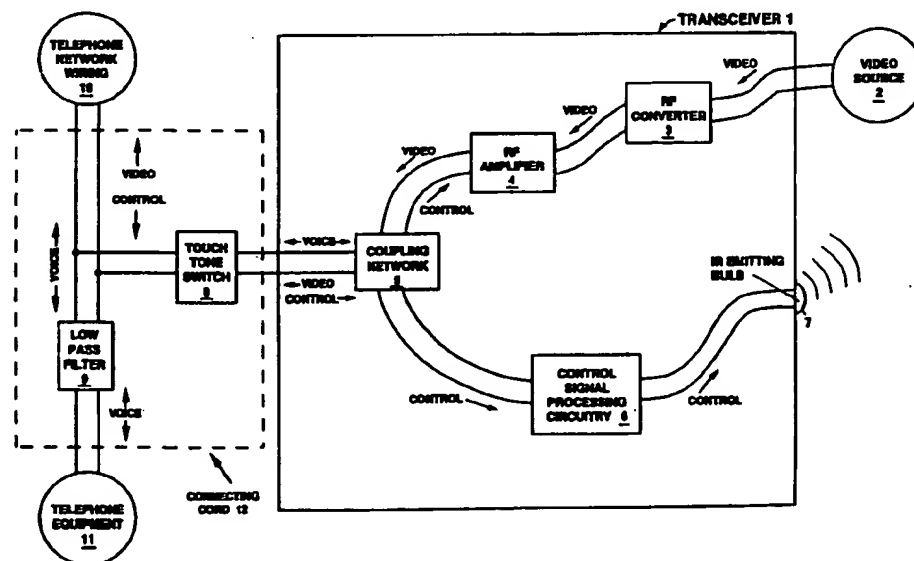 TRANSCEIVER 1
TELEPHONE
NETWORK
WIRING
10
VIDEO
SOURCE
2
VIDEO
RF
CONVERTER
3
VIDEO
RF
AMPLIFIER
4
VIDEO
CONTROL
VIDEO
CONTROL
VOICE
TOUCH
TONE
SWITCH
8
VOICE
VIDEO
CONTROL
COUPLING
NETWORK
5
IR EMITTING
BULB
7
LOW
PASS
FILTER
9
VOICE
CONTROL
CONTROL
SIGNAL
PROCESSING
CIRCUITRY 6
CONTROL
CONNECTING
CORD 12
TELEPHONE
EQUIPMENT
11